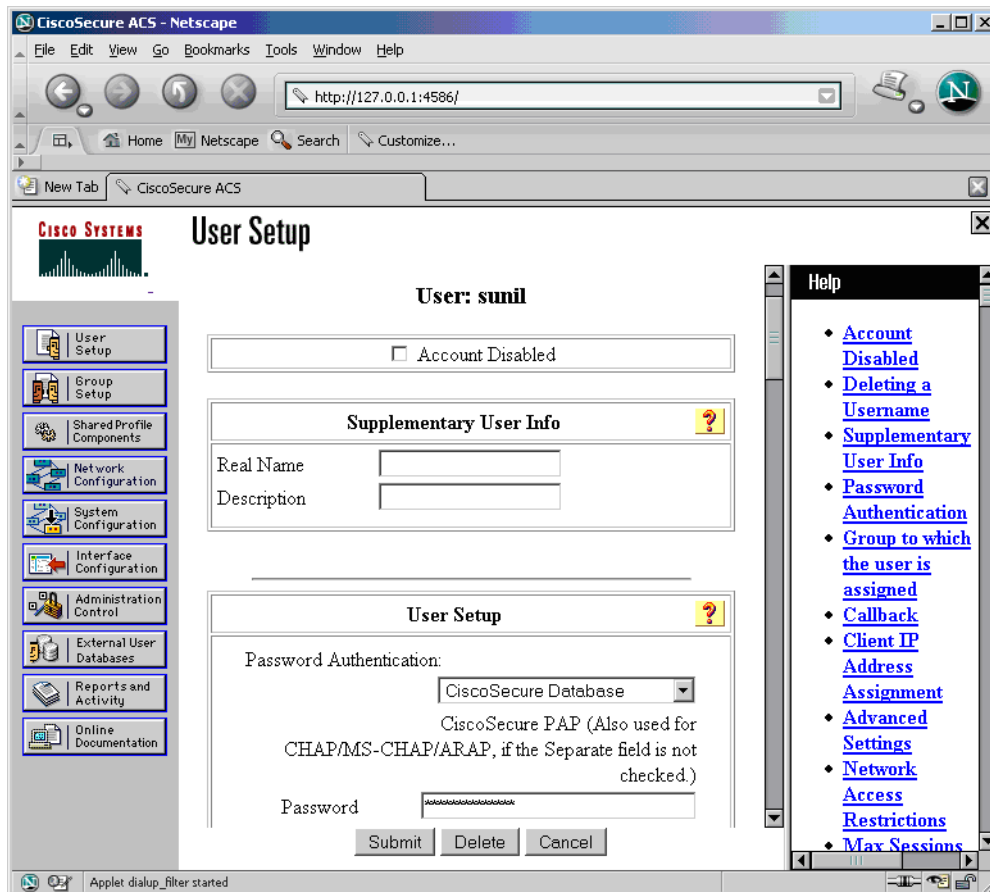 CiscoSecure ACS - Netscape
File Edit View Go Bookmarks Tools Window Help
http://127.0.0.1:4586/
N
Home My Netscape Search Customize...
New Tab CiscoSecure ACS
CISCO SYSTEMS
User Setup
User
Setup
Group
Setup
Shared Profile
Components
Network
Configuration
System
Configuration
Interface
Configuration
Administration
Control
External User
Databases
Reports and
Activity
Online
Documentation
User: sunil
Account Disabled
Supplementary User Info ?
Real Name
Description
User Setup ?
Password Authentication:
CiscoSecure Database
CiscoSecure PAP (Also used for
CHAP/MS-CHAP/ARAP, if the Separate field is not
checked.)
Password ****************
Submit Delete Cancel
Help
• Account
Disabled
• Deleting a
Username
• Supplementary
User Info
• Password
Authentication
• Group to which
the user is
assigned
• Callback
• Client IP
Address
Assignment
• Advanced
Settings
• Network
Access
Restrictions
• Max Sessions
Applet dialup_filter started